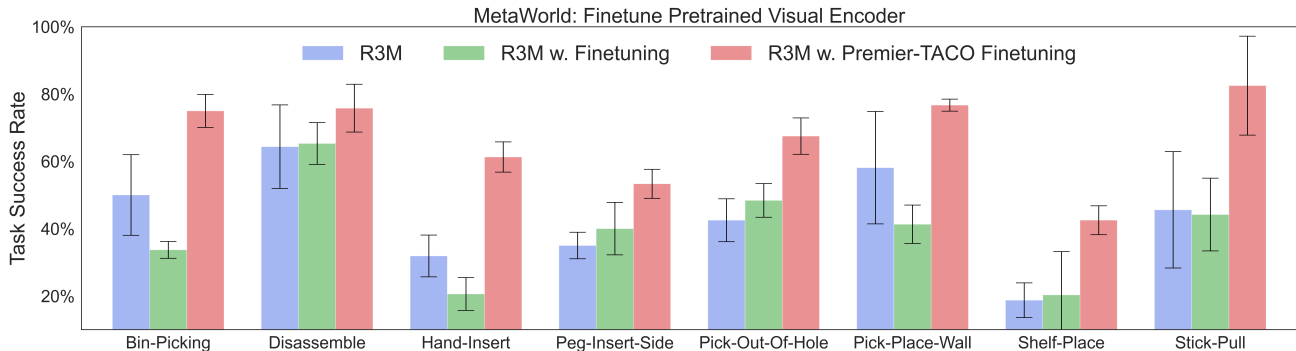 MetaWorld: Finetune Pretrained Visual Encoder
R3M
R3M w. Finetuning
R3M w. Premier-TACO Finetuning
Task Success Rate
100%
80%
60%
40%
20%
Bin-Picking
Disassemble
Hand-Insert
Peg-Insert-Side
Pick-Out-Of-Hole
Pick-Place-Wall
Shelf-Place
Stick-Pull